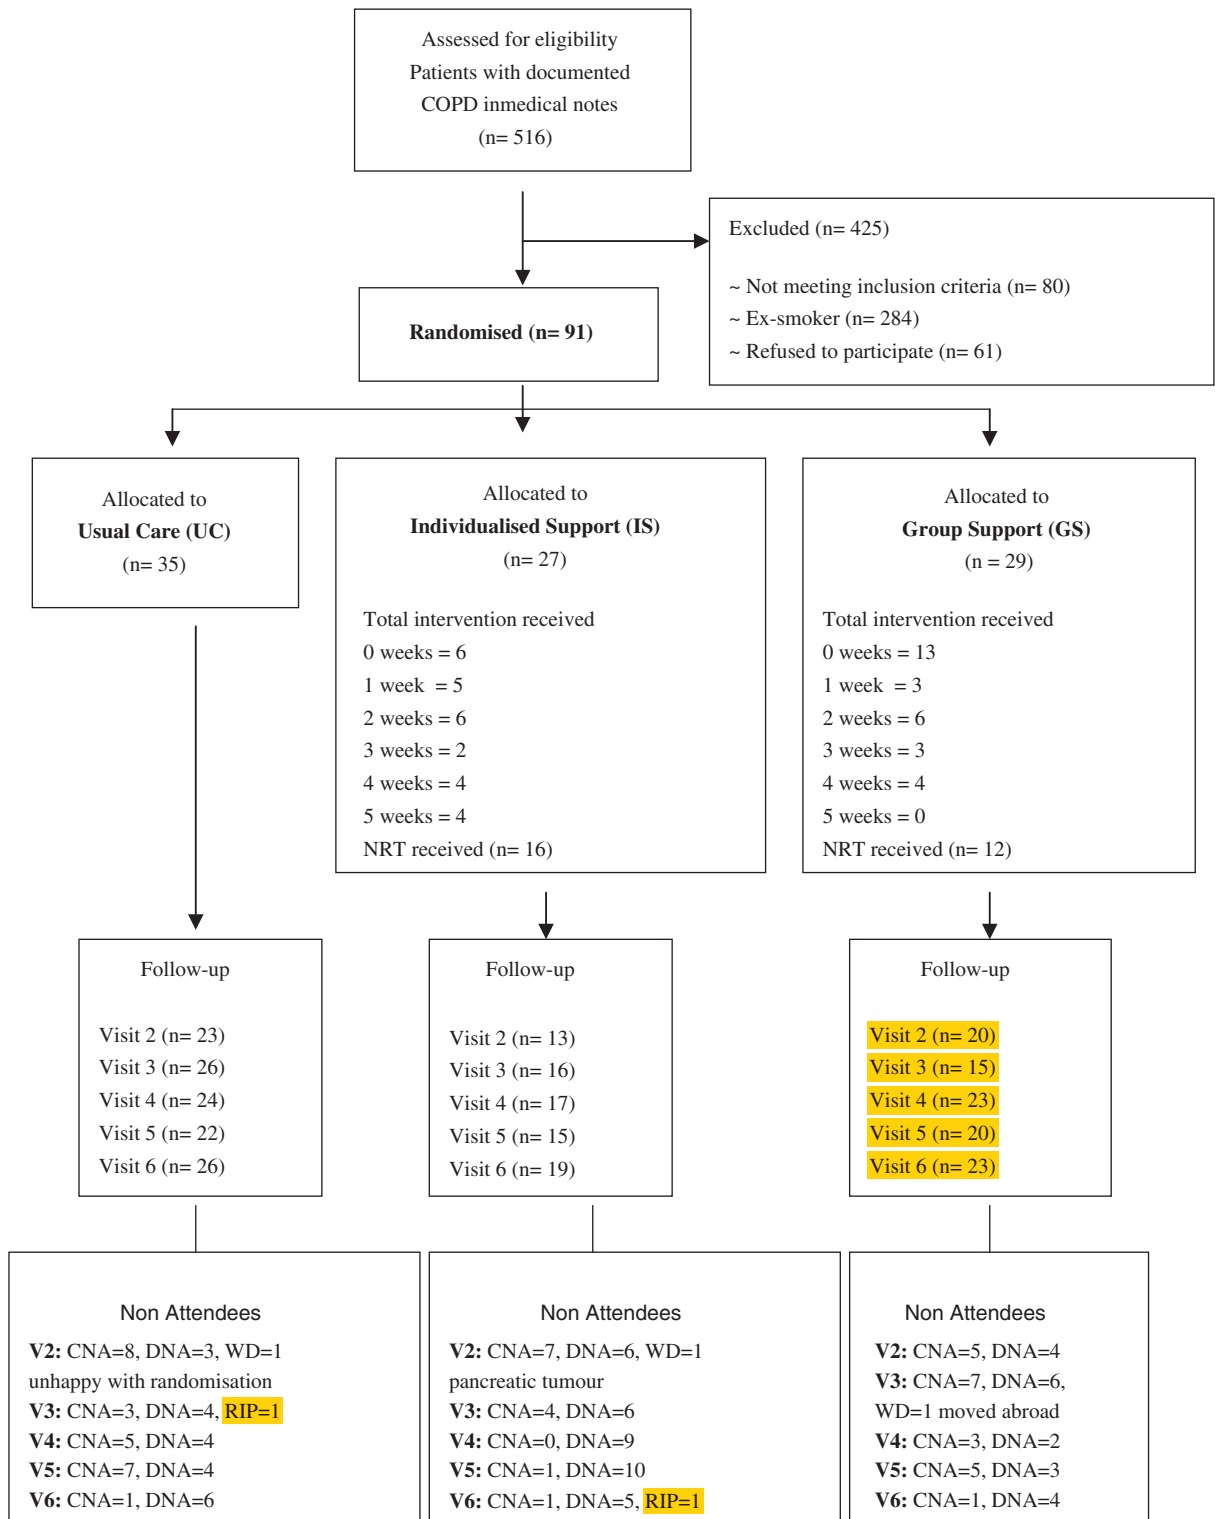 Assessed for eligibility
Patients with documented
COPD inmedical notes
(n= 516)
Excluded (n= 425)
~ Not meeting inclusion criteria (n= 80)
~ Ex-smoker (n= 284)
~ Refused to participate (n= 61)
Randomised (n= 91)
Allocated to
Usual Care (UC)
(n= 35)
Allocated to
Individualised Support (IS)
(n= 27)
Total intervention received
0 weeks = 6
1 week = 5
2 weeks = 6
3 weeks = 2
4 weeks = 4
5 weeks = 4
NRT received (n= 16)
Allocated to
Group Support (GS)
(n = 29)
Total intervention received
0 weeks = 13
1 week = 3
2 weeks = 6
3 weeks = 3
4 weeks = 4
5 weeks = 0
NRT received (n= 12)
Follow-up
Visit 2 (n= 23)
Visit 3 (n= 26)
Visit 4 (n= 24)
Visit 5 (n= 22)
Visit 6 (n= 26)
Follow-up
Visit 2 (n= 13)
Visit 3 (n= 16)
Visit 4 (n= 17)
Visit 5 (n= 15)
Visit 6 (n= 19)
Follow-up
Visit 2 (n= 20)
Visit 3 (n= 15)
Visit 4 (n= 23)
Visit 5 (n= 20)
Visit 6 (n= 23)
Non Attendees
V2: CNA=8, DNA=3, WD=1
unhappy with randomisation
V3: CNA=3, DNA=4, RIP=1
V4: CNA=5, DNA=4
V5: CNA=7, DNA=4
V6: CNA=1, DNA=6
Non Attendees
V2: CNA=7, DNA=6, WD=1
pancreatic tumour
V3: CNA=4, DNA=6
V4: CNA=0, DNA=9
V5: CNA=1, DNA=10
V6: CNA=1, DNA=5, RIP=1
Non Attendees
V2: CNA=5, DNA=4
V3: CNA=7, DNA=6,
WD=1 moved abroad
V4: CNA=3, DNA=2
V5: CNA=5, DNA=3
V6: CNA=1, DNA=4